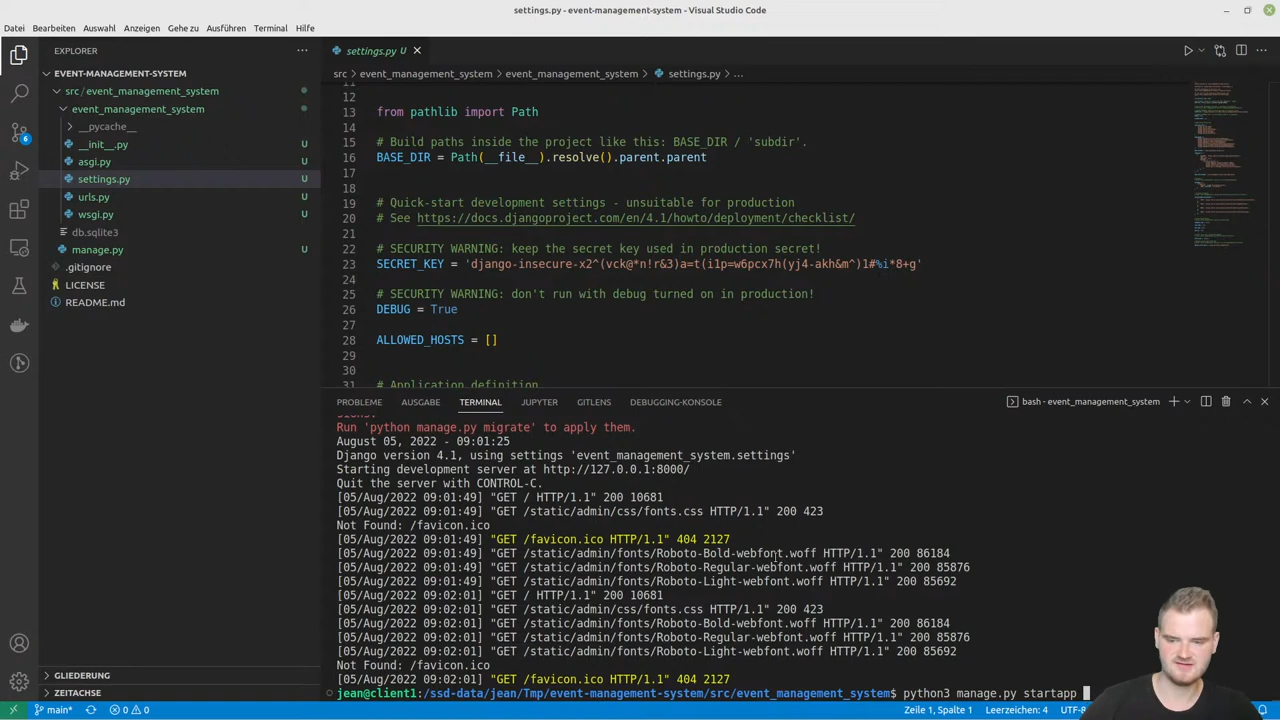 settings.py - event-management-system - Visual Studio Code
Datei Bearbeiten Auswahl Anzeigen Gehe zu Ausführen Terminal Hilfe
EXPLORER
EVENT-MANAGEMENT-SYSTEM
src / event_management_system
event_management_system
__pycache__
__init__.py U
asgi.py U
settings.py U
urls.py U
wsgi.py U
db.sqlite3
manage.py U
.gitignore
LICENSE
README.md
6
GLIEDERUNG
ZEITACHSE
settings.py U
src > event_management_system > event_management_system > settings.py > ...
11
12
13 from pathlib import Path
14
15 # Build paths inside the project like this: BASE_DIR / 'subdir'.
16 BASE_DIR = Path(__file__).resolve().parent.parent
17
18
19 # Quick-start development settings - unsuitable for production
20 # See https://docs.djangoproject.com/en/4.1/howto/deployment/checklist/
21
22 # SECURITY WARNING: keep the secret key used in production secret!
23 SECRET_KEY = 'django-insecure-x2^(vck@*n!r&3)a=t(i1p=w6pcx7h(yj4-akh&m^)1#%i*8+g'
24
25 # SECURITY WARNING: don't run with debug turned on in production!
26 DEBUG = True
27
28 ALLOWED_HOSTS = []
29
30
31 # Application definition
PROBLEME AUSGABE TERMINAL JUPYTER GITLENS DEBUGGING-KONSOLE
bash - event_management_system
Run 'python manage.py migrate' to apply them.
August 05, 2022 - 09:01:25
Django version 4.1, using settings 'event_management_system.settings'
Starting development server at http://127.0.0.1:8000/
Quit the server with CONTROL-C.
[05/Aug/2022 09:01:49] "GET / HTTP/1.1" 200 10681
[05/Aug/2022 09:01:49] "GET /static/admin/css/fonts.css HTTP/1.1" 200 423
Not Found: /favicon.ico
[05/Aug/2022 09:01:49] "GET /favicon.ico HTTP/1.1" 404 2127
[05/Aug/2022 09:01:49] "GET /static/admin/fonts/Roboto-Bold-webfont.woff HTTP/1.1" 200 86184
[05/Aug/2022 09:01:49] "GET /static/admin/fonts/Roboto-Regular-webfont.woff HTTP/1.1" 200 85876
[05/Aug/2022 09:01:49] "GET /static/admin/fonts/Roboto-Light-webfont.woff HTTP/1.1" 200 85692
[05/Aug/2022 09:02:01] "GET / HTTP/1.1" 200 10681
[05/Aug/2022 09:02:01] "GET /static/admin/css/fonts.css HTTP/1.1" 200 423
[05/Aug/2022 09:02:01] "GET /static/admin/fonts/Roboto-Bold-webfont.woff HTTP/1.1" 200 86184
[05/Aug/2022 09:02:01] "GET /static/admin/fonts/Roboto-Regular-webfont.woff HTTP/1.1" 200 85876
[05/Aug/2022 09:02:01] "GET /static/admin/fonts/Roboto-Light-webfont.woff HTTP/1.1" 200 85692
Not Found: /favicon.ico
[05/Aug/2022 09:02:01] "GET /favicon.ico HTTP/1.1" 404 2127
jean@client1:/ssd-data/jean/Tmp/event-management-system/src/event_management_system$ python3 manage.py startapp
main* 0 0 Zeile 1, Spalte 1 Leerzeichen: 4 UTF-8